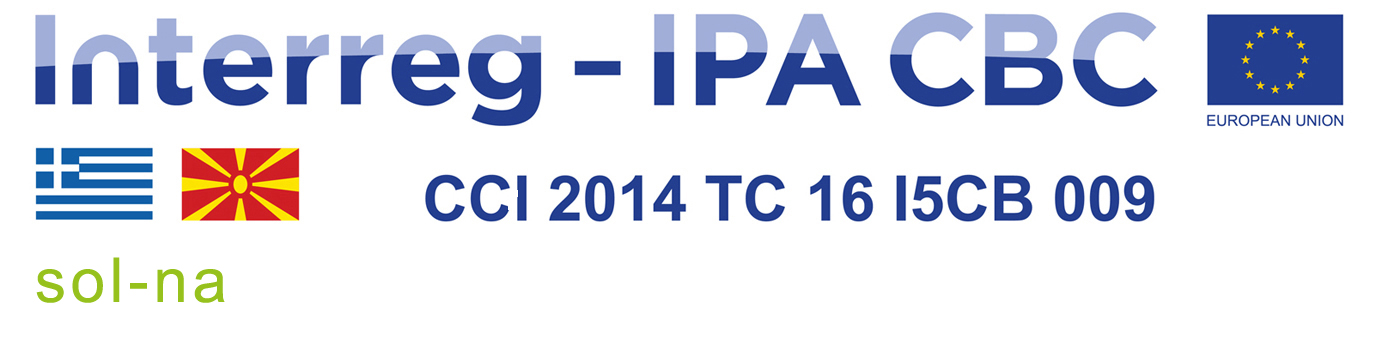 Interreg - IPA CBC
EUROPEAN UNION
CCI 2014 TC 16 I5CB 009
sol-na